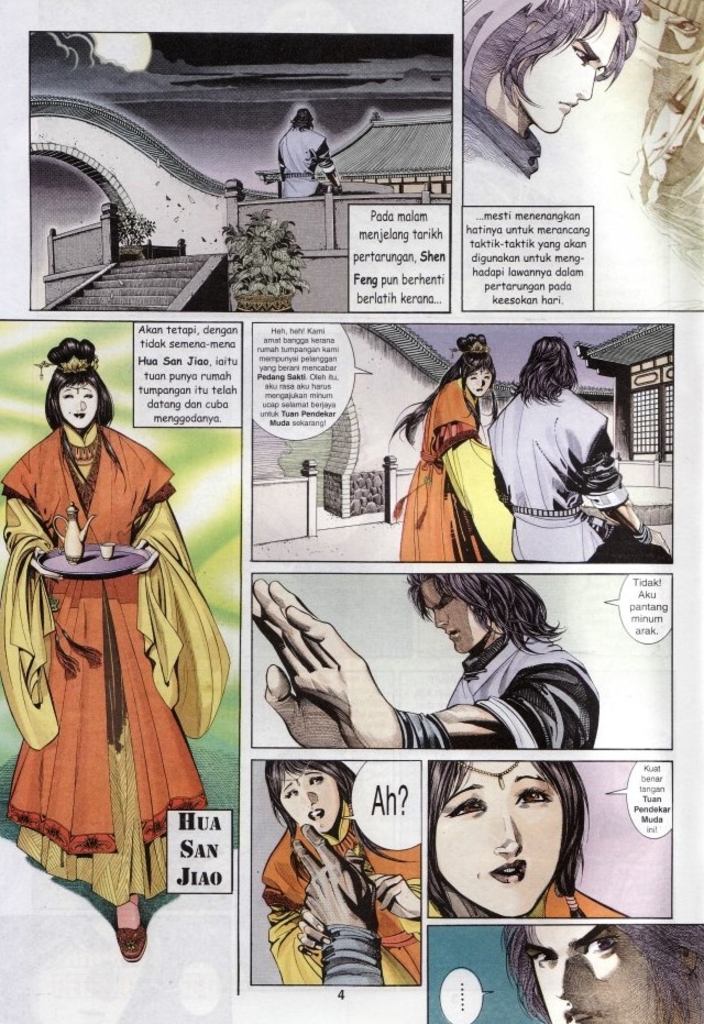 Pada malam
menjelang tarikh
pertarungan, Shen
Feng pun berhenti
berlatih kerana...
...mesti menenangkan
hatinya untuk merancang
taktik-taktik yang akan
digunakan untuk meng-
hadapi lawannya dalam
pertarungan pada
keesokan hari.
Akan tetapi, dengan
tidak semena-mena
Hua San Jiao, iaitu
tuan punya rumah
tumpangan itu telah
datang dan cuba
menggodanya.
HUA
SAN
JIAO
Heh, heh! Kami
amat bangga kerana
rumah tumpangan kami
mempunyai pelanggan
yang berani mencabar
Pedang Sakti. Oleh itu,
aku rasa aku harus
mengajukan minum
ucap selamat berjaya
untuk Tuan Pendekar
Muda sekarang!
Tidak!
Aku
pantang
minum
arak.
Ah?
Kuat
benar
tangan
Tuan
Pendekar
Muda
ini!
......
4